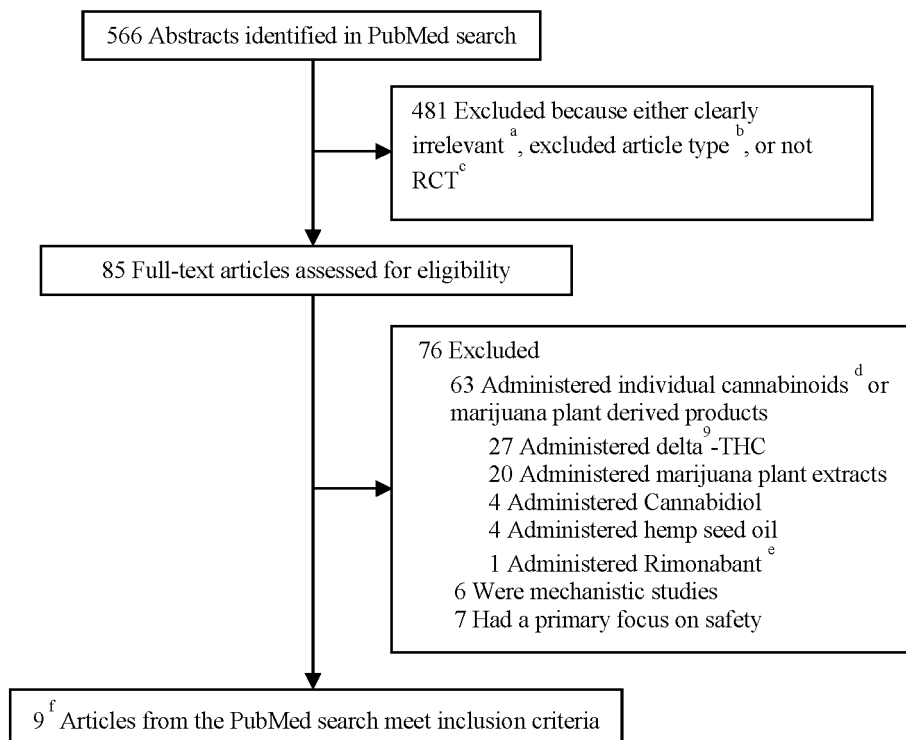 566 Abstracts identified in PubMed search
481 Excluded because either clearly
irrelevant a, excluded article type b, or not
RCT c
85 Full-text articles assessed for eligibility
76 Excluded
63 Administered individual cannabinoids d or
marijuana plant derived products
27 Administered delta9-THC
20 Administered marijuana plant extracts
4 Administered Cannabidiol
4 Administered hemp seed oil
1 Administered Rimonabant e
6 Were mechanistic studies
7 Had a primary focus on safety
9 f Articles from the PubMed search meet inclusion criteria